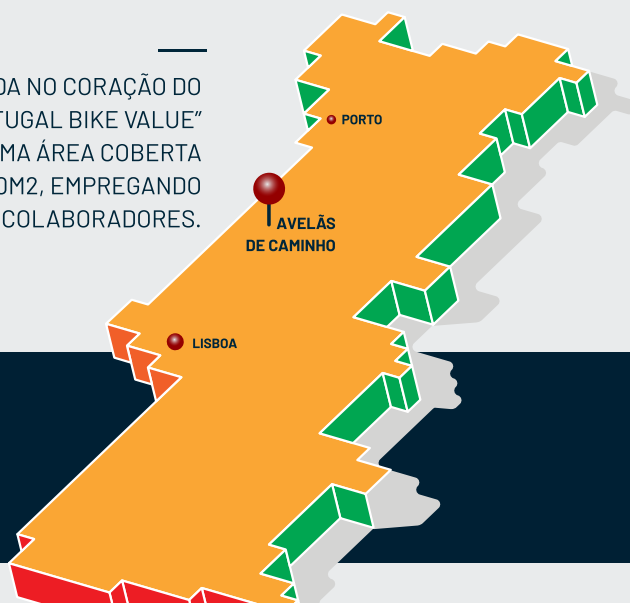 DA NO CORAÇÃO DO
TUGAL BIKE VALUE”
MA ÁREA COBERTA
0M2, EMPREGANDO
COLABORADORES.
PORTO
AVELÃS
DE CAMINHO
LISBOA